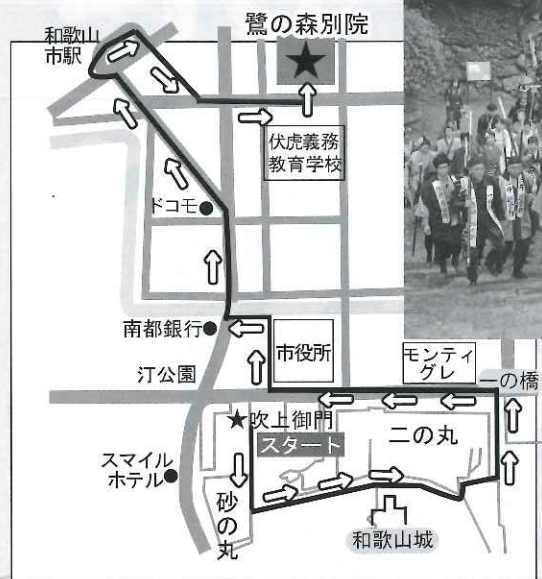 鷺の森別院
和歌山
市駅
伏虎義務
教育学校
ドコモ
南都銀行
市役所
モンティ
グレ
汀公園
一の橋
吹上御門
スタート
二の丸
スマイル
ホテル
砂の丸
和歌山城